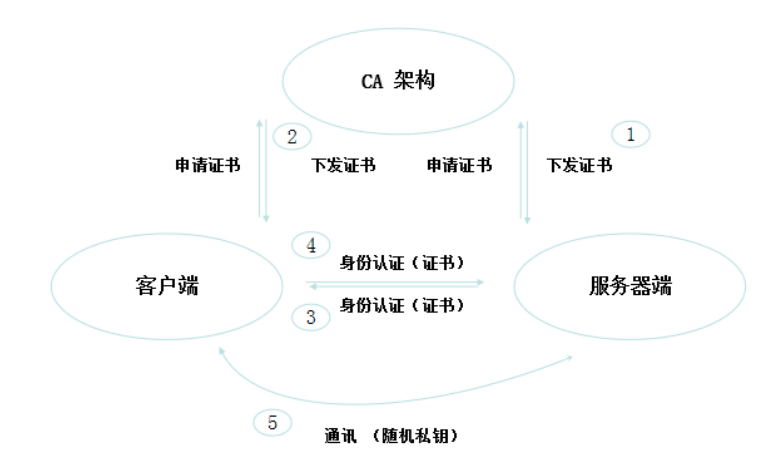 CA 架构
2
1
申请证书
下发证书
申请证书
下发证书
4
身份认证（证书）
客户端
服务器端
3
身份认证（证书）
5
通讯 （随机私钥）